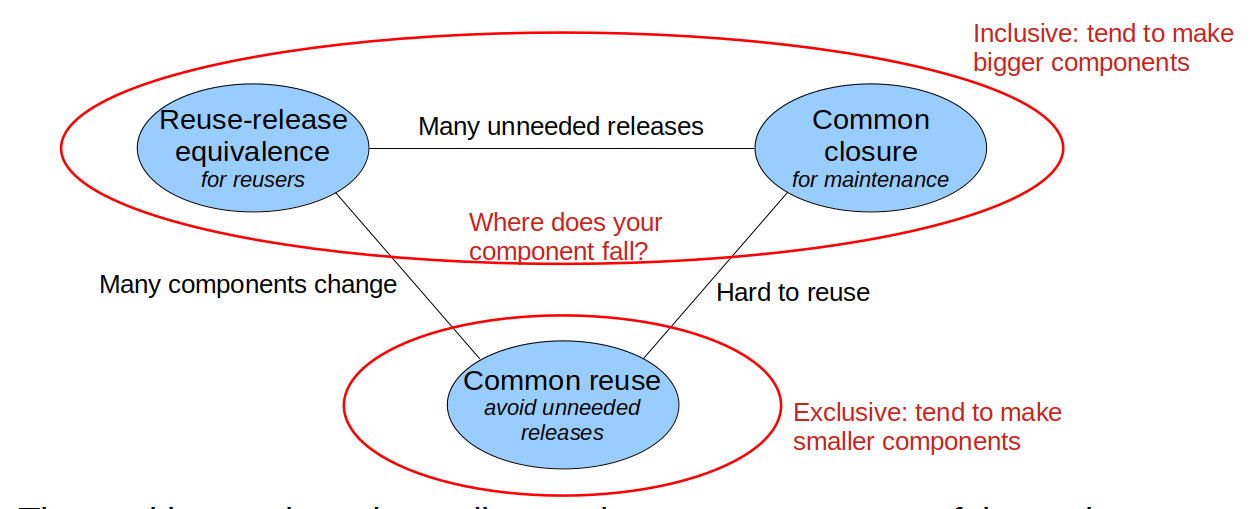 Inclusive: tend to make
bigger components
Reuse-release
equivalence
for reusers
Many unneeded releases
Common
closure
for maintenance
Where does your
component fall?
Many components change
Hard to reuse
Common reuse
avoid unneeded
releases
Exclusive: tend to make
smaller components